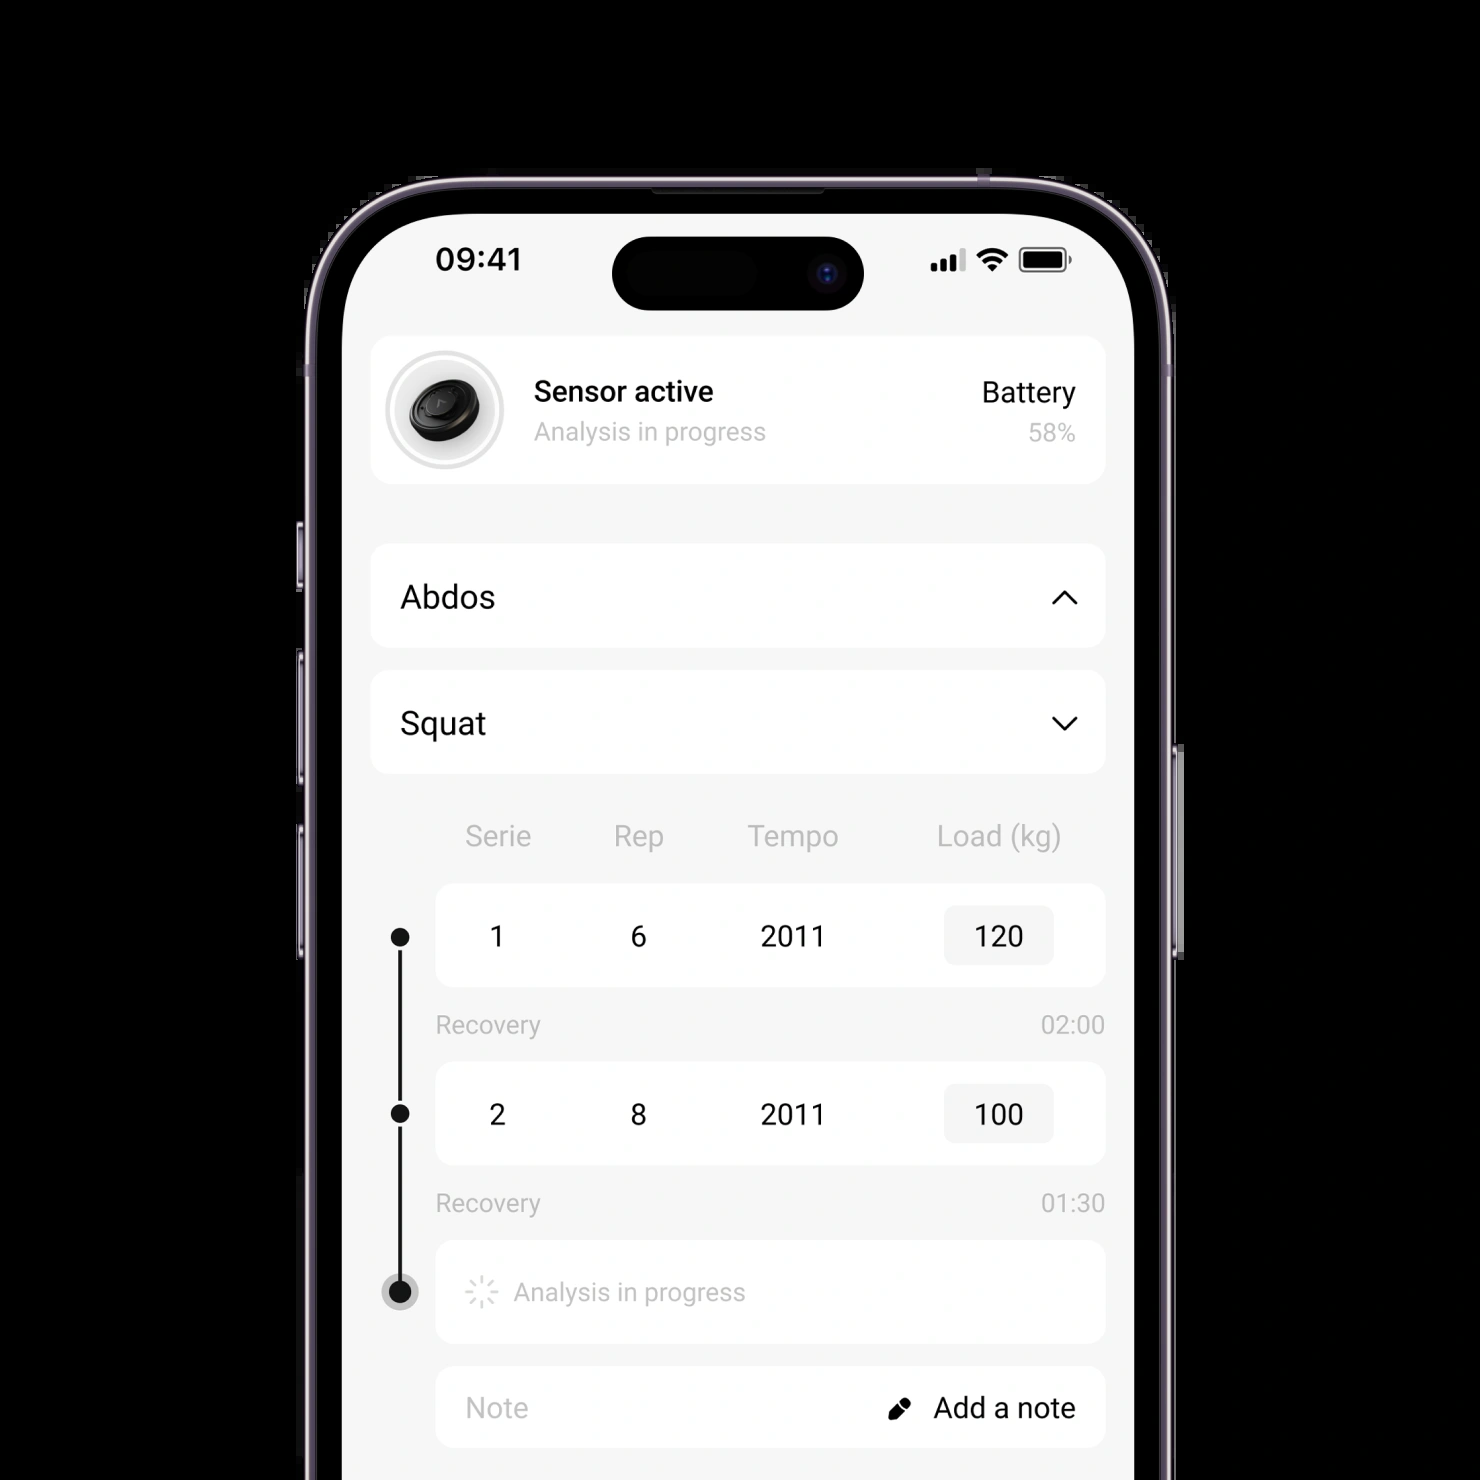 09:41
Sensor active Battery
Analysis in progress 58%
Abdos
Squat
Serie Rep Tempo Load (kg)
1 6 2011 120
Recovery 02:00
2 8 2011 100
Recovery 01:30
Analysis in progress
Note Add a note